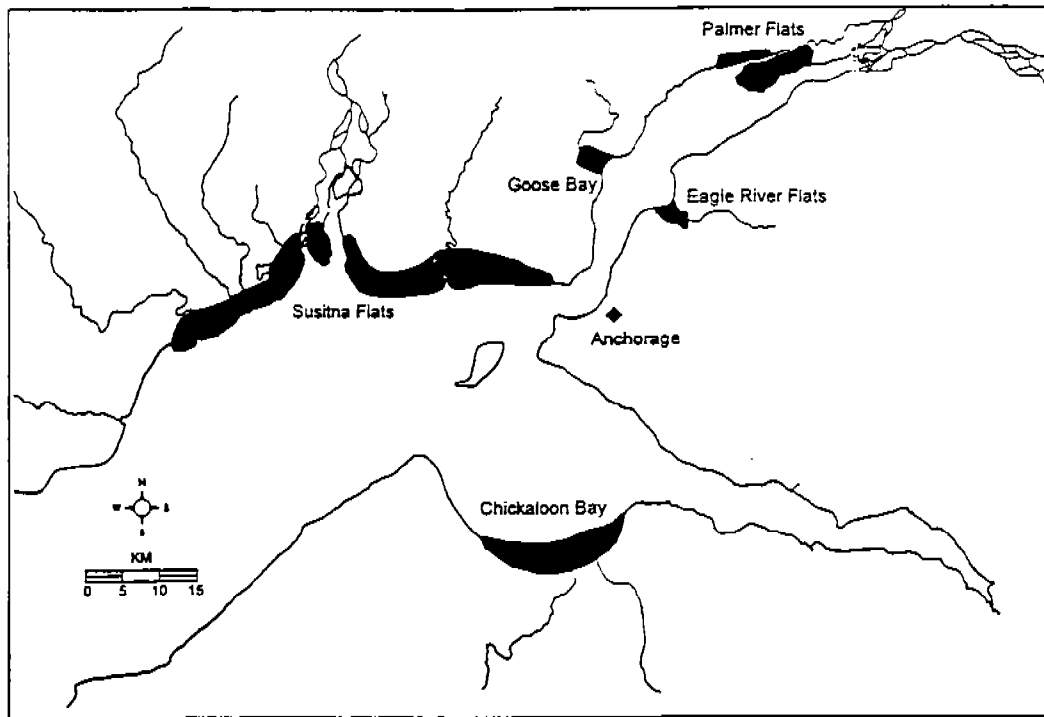 Palmer Flats
Goose Bay
Eagle River Flats
Susitna Flats
Anchorage
Chickaloon Bay
N
W
KM
0 5 10 15